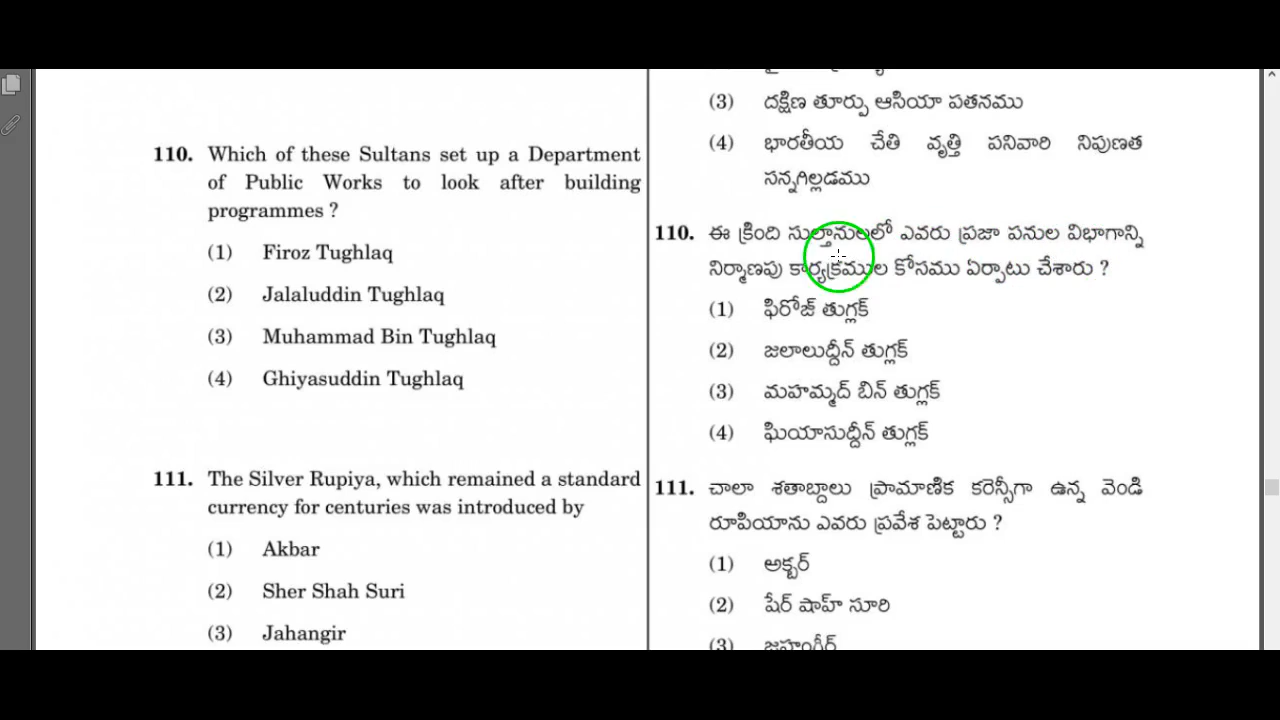 110. Which of these Sultans set up a Department
of Public Works to look after building
programmes ?
(1) Firoz Tughlaq
(2) Jalaluddin Tughlaq
(3) Muhammad Bin Tughlaq
(4) Ghiyasuddin Tughlaq
111. The Silver Rupiya, which remained a standard
currency for centuries was introduced by
(1) Akbar
(2) Sher Shah Suri
(3) Jahangir
(3) దక్షిణ తూర్పు ఆసియా పతనము
(4) భారతీయ చేతి వృత్తి పనివారి నిపుణత
సన్నగిల్లడము
110. ఈ క్రింది సుల్తానులలో ఎవరు ప్రజా పనుల విభాగాన్ని
నిర్మాణపు కార్యక్రముల కోసము ఏర్పాటు చేశారు ?
(1) ఫిరోజ్ తుగ్లక్
(2) జలాలుద్దీన్ తుగ్లక్
(3) మహమ్మద్ బిన్ తుగ్లక్
(4) ఘియాసుద్దీన్ తుగ్లక్
111. చాలా శతాబ్దాలు ప్రామాణిక కరెన్సీగా ఉన్న వెండి
రూపియాను ఎవరు ప్రవేశ పెట్టారు ?
(1) అక్బర్
(2) షేర్ షాహ్ సూరి
(3) జహంగీర్